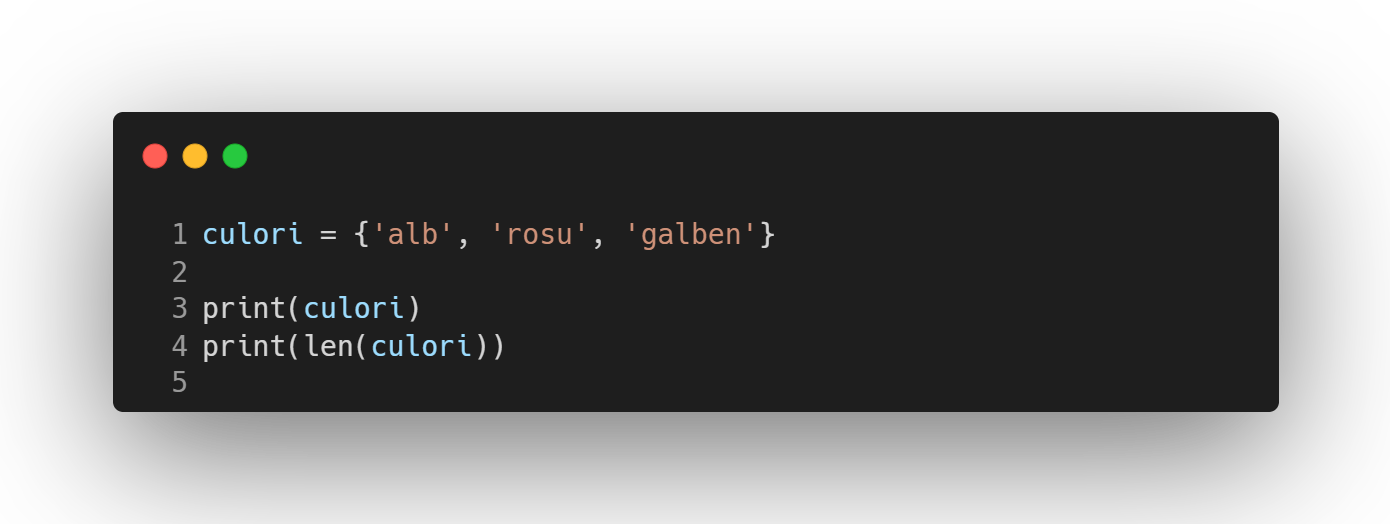 1 culori = {'alb', 'rosu', 'galben'}
2
3 print(culori)
4 print(len(culori))
5